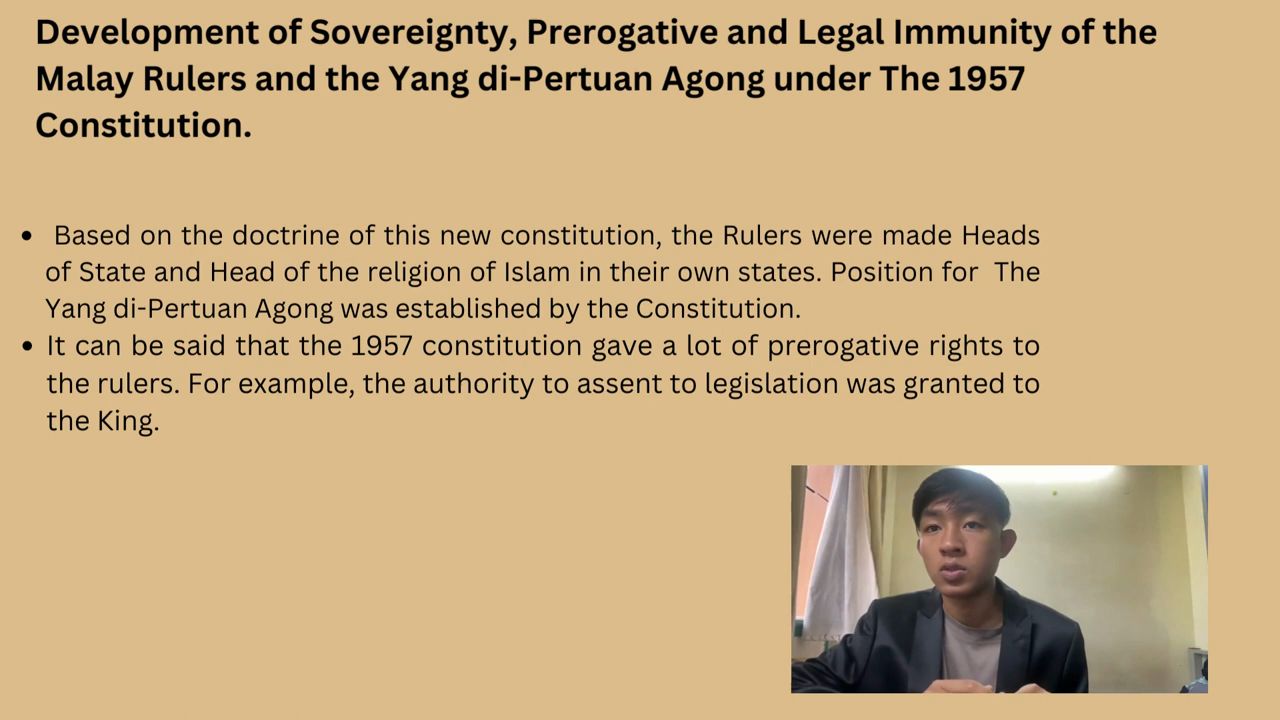 Development of Sovereignty, Prerogative and Legal Immunity of the
Malay Rulers and the Yang di-Pertuan Agong under The 1957
Constitution.
• Based on the doctrine of this new constitution, the Rulers were made Heads
of State and Head of the religion of Islam in their own states. Position for The
Yang di-Pertuan Agong was established by the Constitution.
• It can be said that the 1957 constitution gave a lot of prerogative rights to
the rulers. For example, the authority to assent to legislation was granted to
the King.